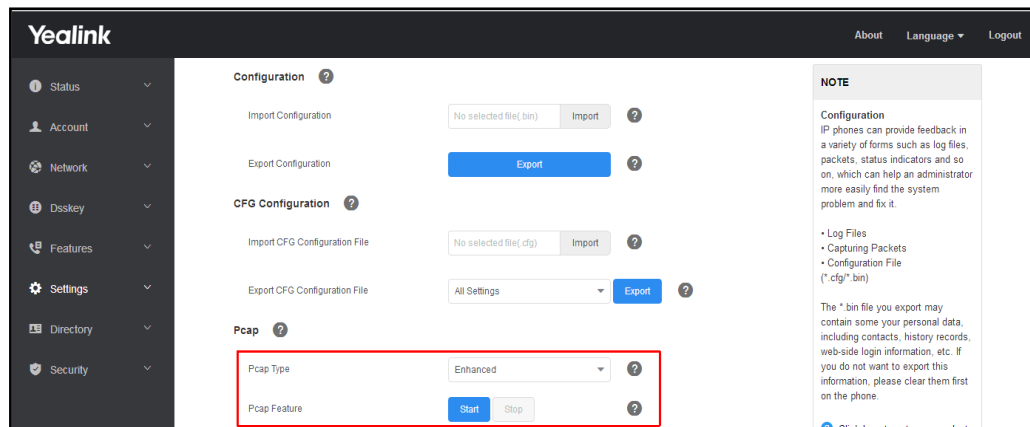 Yealink
About Language Logout
Status
Account
Network
Dsskey
Features
Settings
Directory
Security
Configuration ?
Import Configuration No selected file(.bin) Import ?
Export Configuration Export ?
CFG Configuration ?
Import CFG Configuration File No selected file(.cfg) Import ?
Export CFG Configuration File All Settings Export ?
Pcap ?
Pcap Type Enhanced ?
Pcap Feature Start Stop ?
NOTE
Configuration
IP phones can provide feedback in
a variety of forms such as log files,
packets, status indicators and so
on, which can help an administrator
more easily find the system
problem and fix it.
• Log Files
• Capturing Packets
• Configuration File
(*.cfg/*.bin)
The *.bin file you export may
contain some your personal data,
including contacts, history records,
web-side login information, etc. If
you do not want to export this
information, please clear them first
on the phone.